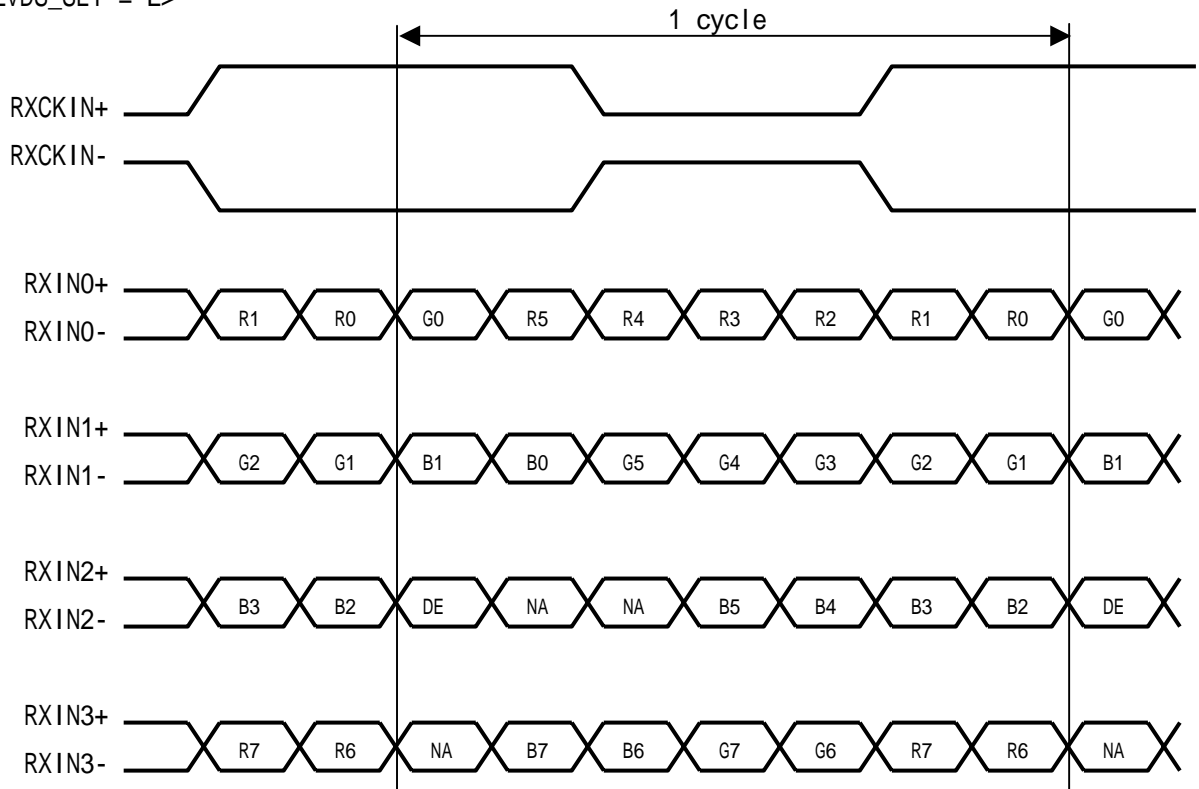 LVDS_SET = L>
1 cycle
RXCKIN+
RXCKIN-
RXIN0+
R1 R0 G0 R5 R4 R3 R2 R1 R0 G0
RXIN0-
RXIN1+
G2 G1 B1 B0 G5 G4 G3 G2 G1 B1
RXIN1-
RXIN2+
B3 B2 DE NA NA B5 B4 B3 B2 DE
RXIN2-
RXIN3+
R7 R6 NA B7 B6 G7 G6 R7 R6 NA
RXIN3-